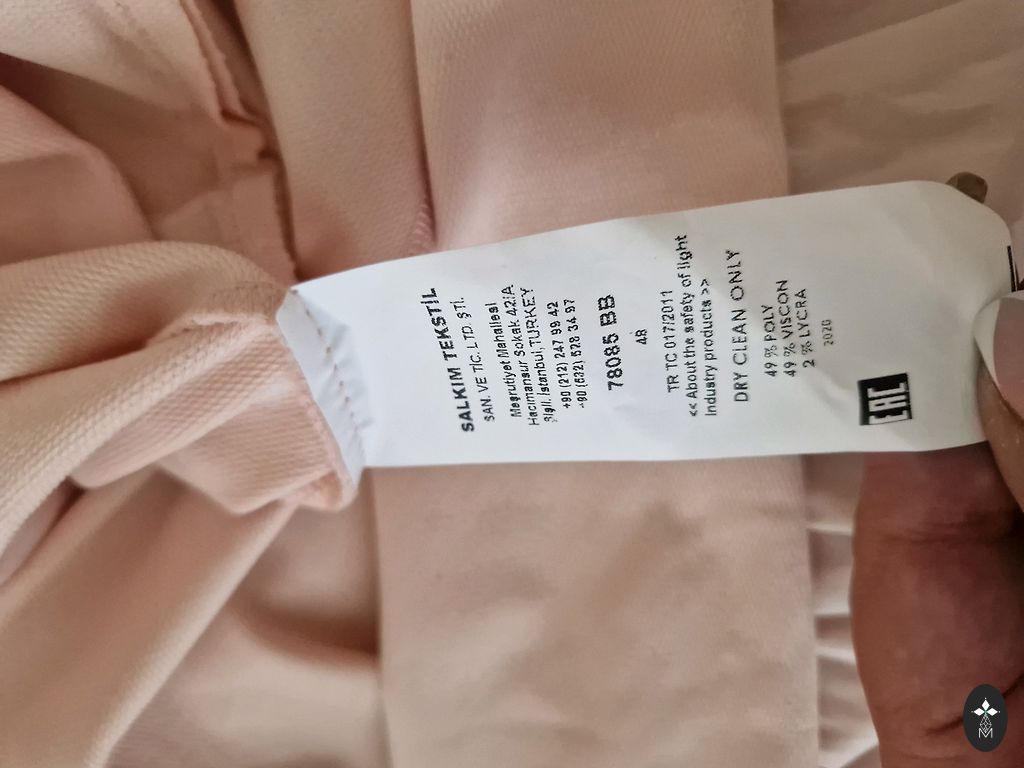 SALKIM TEKSTİL
SAN. VE TİC. LTD. ŞTİ.
Meşrutiyet Mahallesi
Hacımansur Sokak 42/A
Şişli, İstanbul, TURKEY
+90 (212) 247 99 42
+90 (532) 528 34 97
78085 BB
48
TR TC 017/2011
<< About the safety of light
industry products >>
DRY CLEAN ONLY
49 % POLY
49 % VISCON
2 % LYCRA
2020
EAC
M